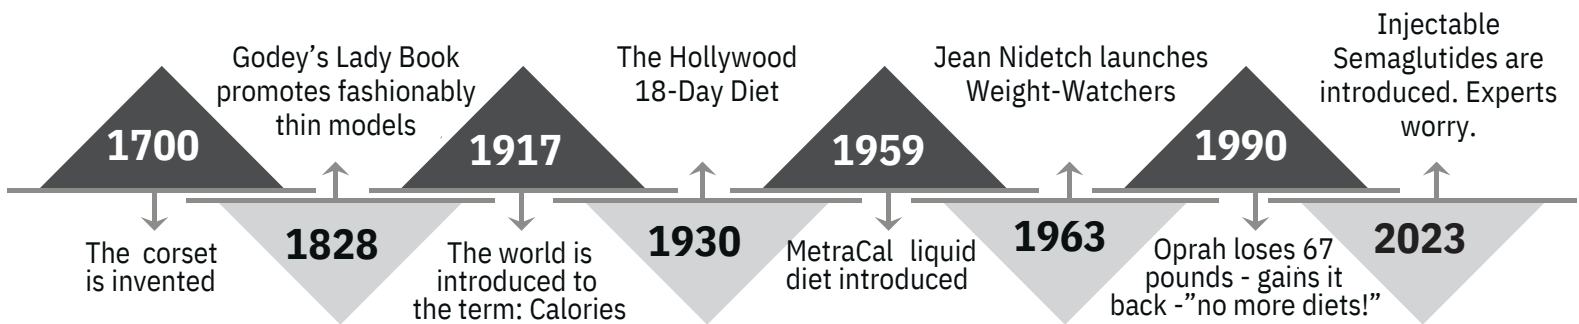 1700
The corset
is invented
Godey’s Lady Book
promotes fashionably
thin models
1828
1917
The world is
introduced to
the term: Calories
The Hollywood
18-Day Diet
1930
1959
MetraCal liquid
diet introduced
Jean Nidetch launches
Weight-Watchers
1963
1990
Oprah loses 67
pounds - gains it
back -”no more diets!”
Injectable
Semaglutides are
introduced. Experts
worry.
2023